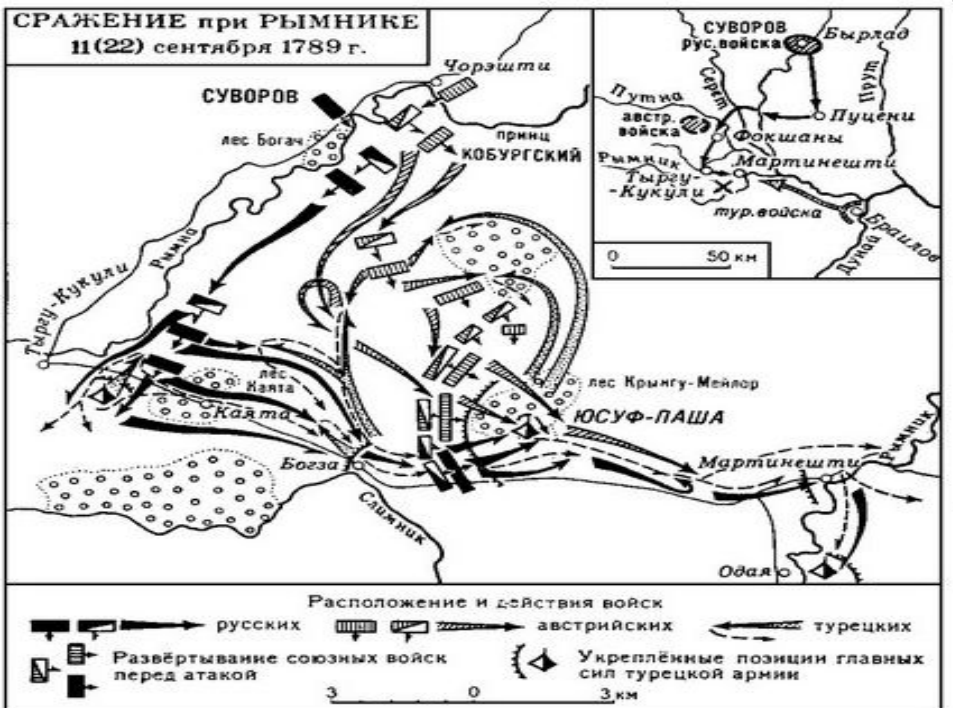 СРАЖЕНИЕ при РЫМНИКЕ
11(22) сентября 1789 г.
СУВОРОВ
рус. войска
Бырлад
Прут
Серет
Путна
австр.
войска
Пуцени
Фокшаны
Рымник
Мартинешти
Тыргу-
-Кукули
тур. войска
Браилов
Дунай
0 50 км
Чорэшти
СУВОРОВ
лес Богач
принц
КОБУРГСКИЙ
Рымна
Тыргу-Кукули
лес
Каята
Каята
лес Крынгу-Мейлор
ЮСУФ-ПАША
Богза
Слимник
Мартинешти
Рымник
Одая
Расположение и действия войск
русских
австрийских
турецких
Развёртывание союзных войск
перед атакой
Укреплённые позиции главных
сил турецкой армии
3 0 3 км